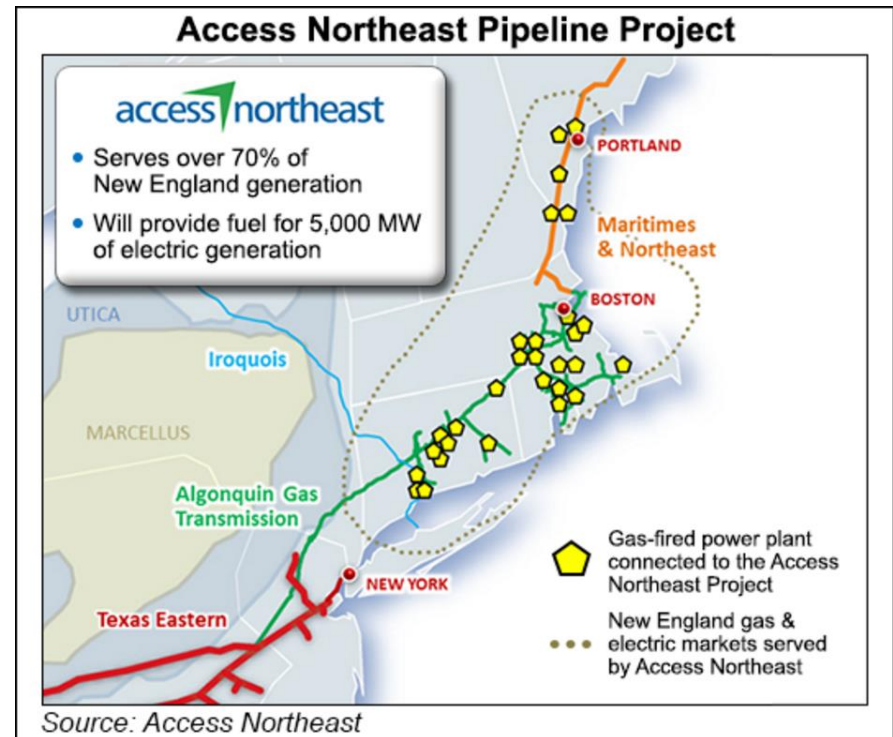 Access Northeast Pipeline Project
access northeast
• Serves over 70% of
New England generation
• Will provide fuel for 5,000 MW
of electric generation
PORTLAND
Maritimes
& Northeast
BOSTON
UTICA
Iroquois
MARCELLUS
Algonquin Gas
Transmission
NEW YORK
Texas Eastern
Gas-fired power plant
connected to the Access
Northeast Project
New England gas &
electric markets served
by Access Northeast
Source: Access Northeast